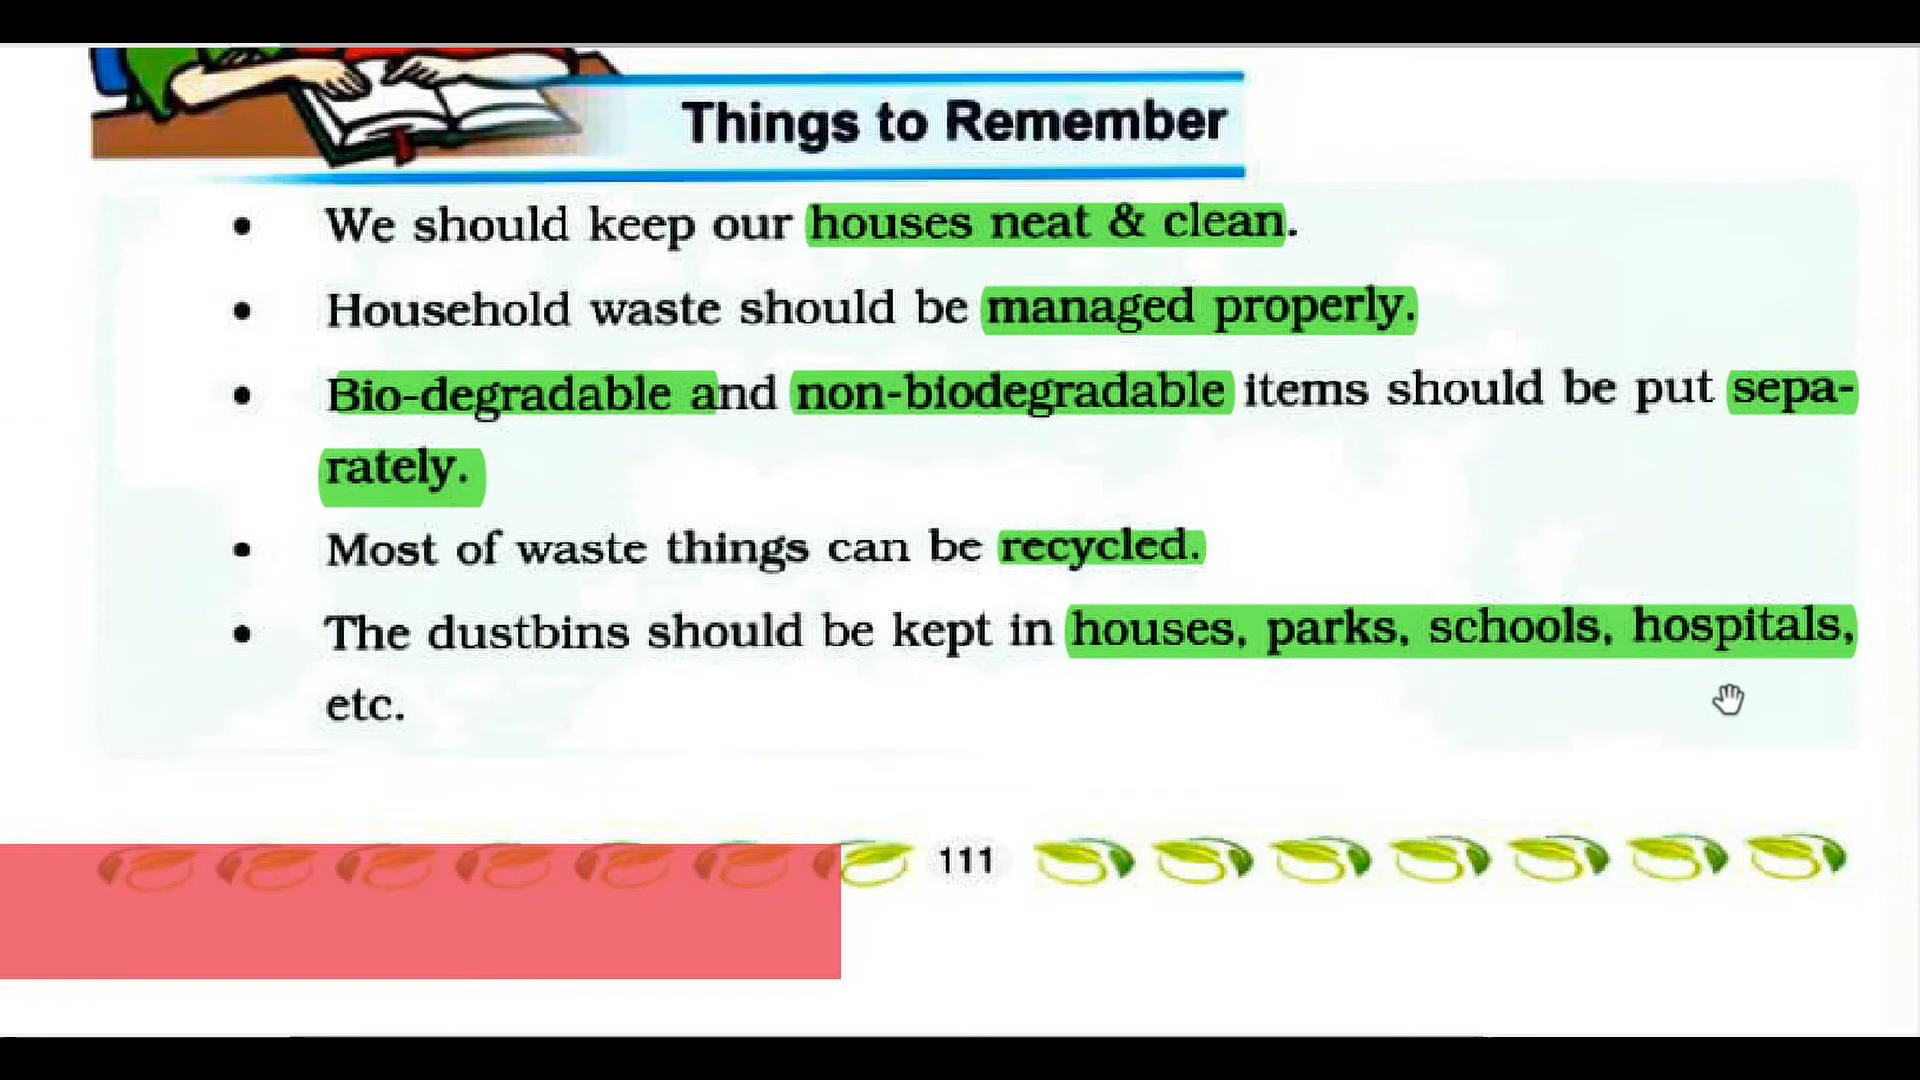 Things to Remember
• We should keep our houses neat & clean.
• Household waste should be managed properly.
• Bio-degradable and non-biodegradable items should be put sepa-
rately.
• Most of waste things can be recycled.
• The dustbins should be kept in houses, parks, schools, hospitals,
etc.
111